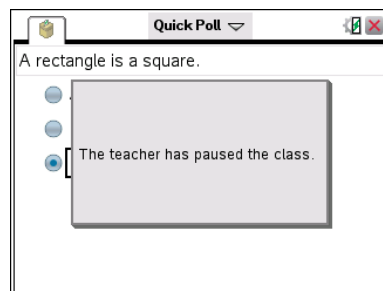 Quick Poll
A rectangle is a square.
The teacher has paused the class.